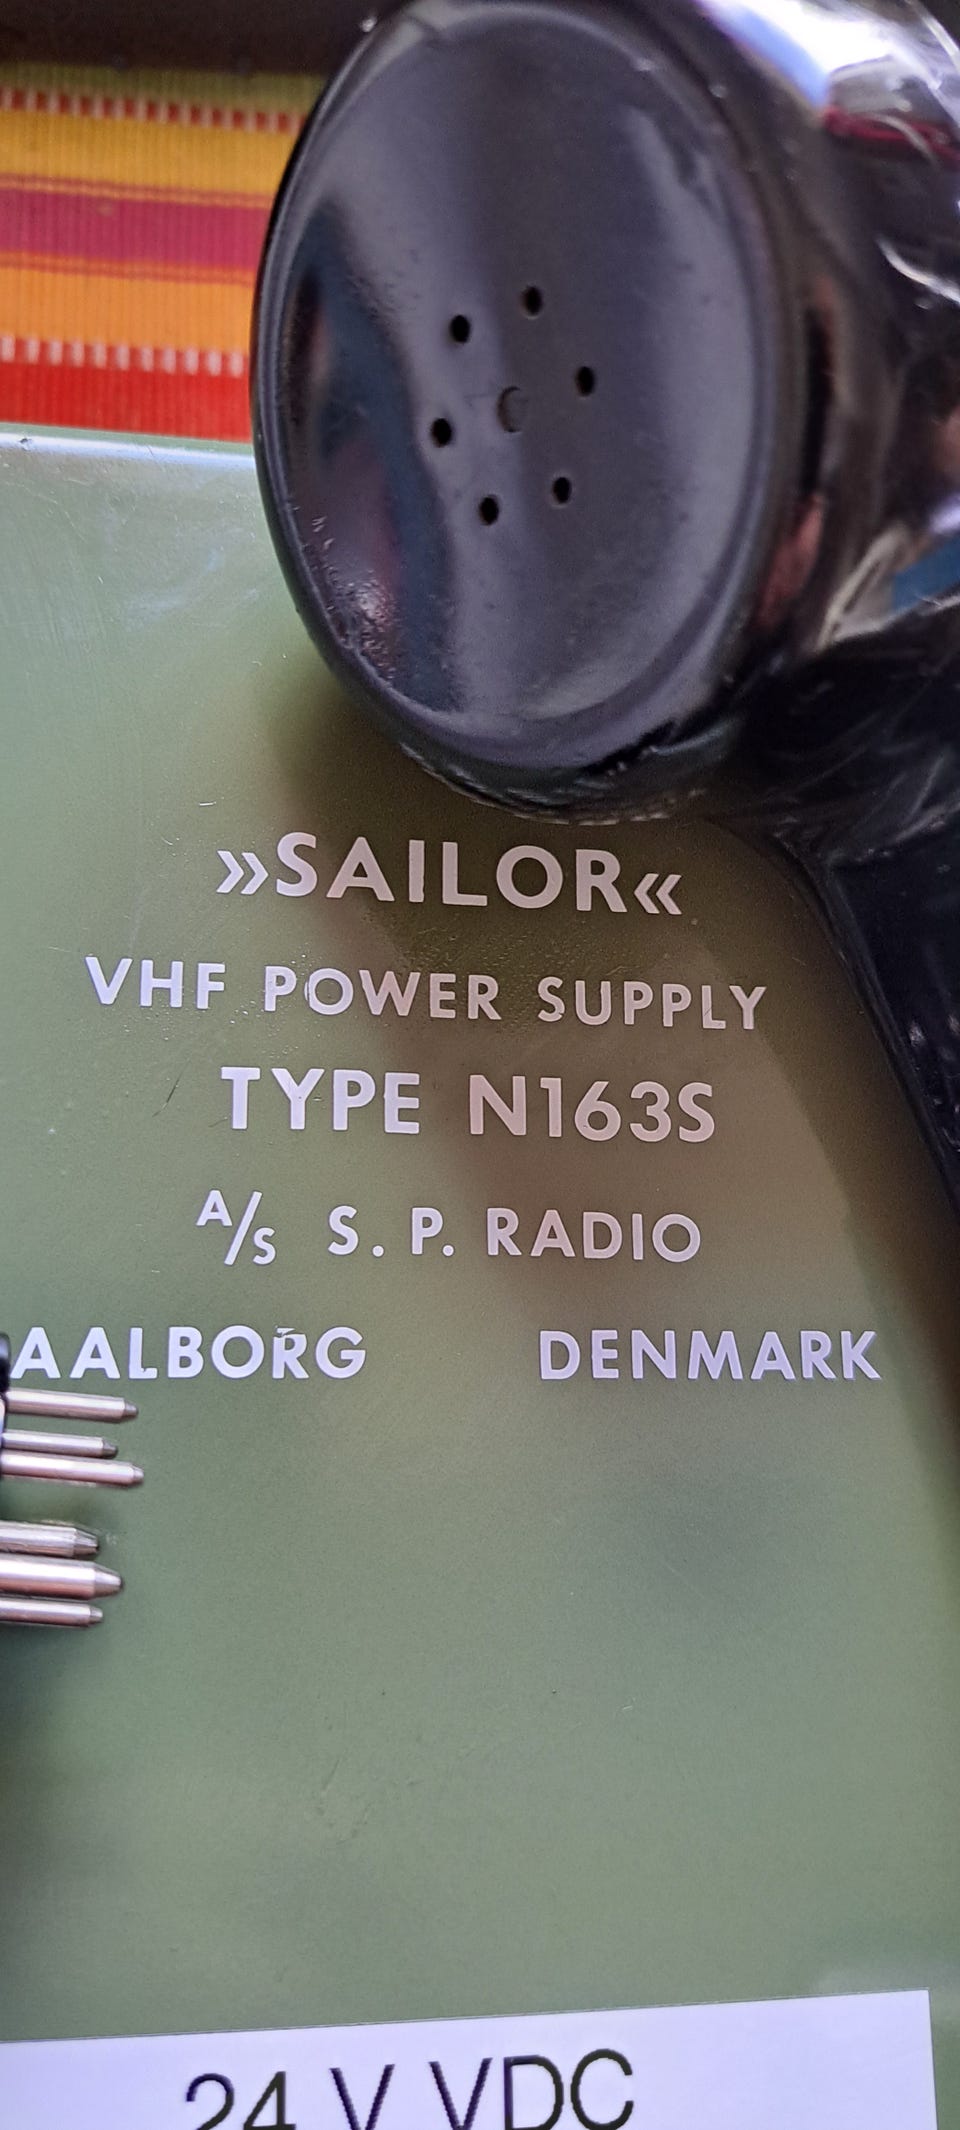 »SAILOR«
VHF POWER SUPPLY
TYPE N163S
A/S S. P. RADIO
AALBORG DENMARK
24 V VDC